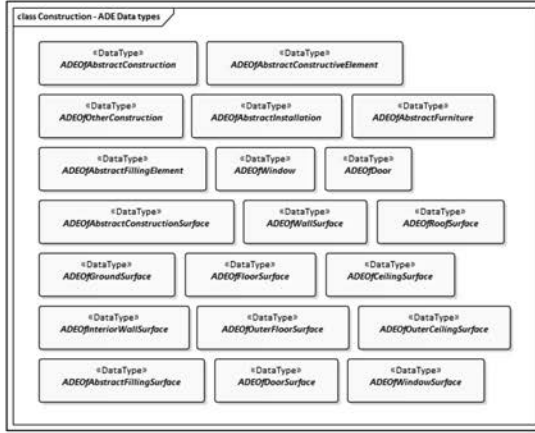 class Construction - ADE Data types
«DataType» «DataType»
ADEOfAbstractConstruction ADEOfAbstractConstructiveElement
«DataType» «DataType» «DataType»
ADEOfOtherConstruction ADEOfAbstractInstallation ADEOfAbstractFurniture
«DataType» «DataType» «DataType»
ADEOfAbstractFillingElement ADEOfWindow ADEOfDoor
«DataType» «DataType» «DataType»
ADEOfAbstractConstructionSurface ADEOfWallSurface ADEOfRoofSurface
«DataType» «DataType» «DataType»
ADEOfGroundSurface ADEOfFloorSurface ADEOfCeilingSurface
«DataType» «DataType» «DataType»
ADEOfInteriorWallSurface ADEOfOuterFloorSurface ADEOfOuterCeilingSurface
«DataType» «DataType» «DataType»
ADEOfAbstractFillingSurface ADEOfDoorSurface ADEOfWindowSurface